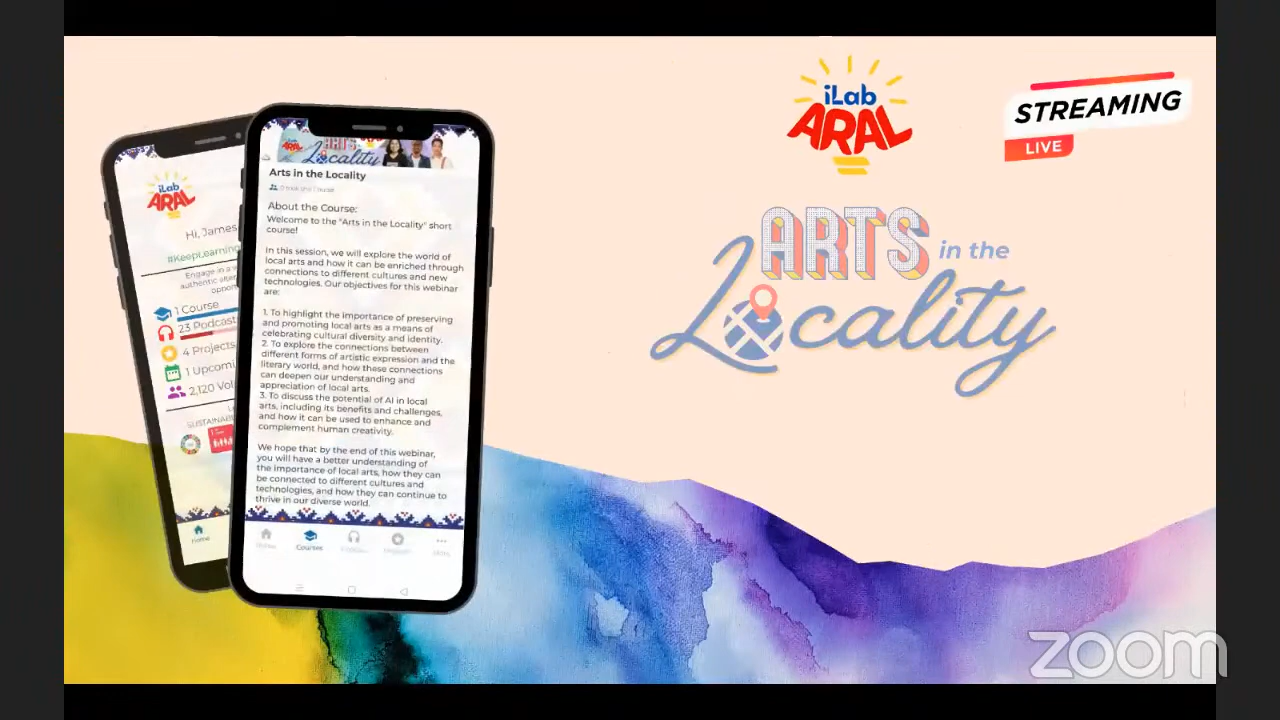 iLab
ARAL
STREAMING
LIVE
ARTS in the
Locality
iLab
ARAL
Hi, James
#KeepLearning
Engage in a
1 Course
23 Podcast
4 Projects
1 Upcomi
2,120 Vol
SUSTAINAB
Home
ARAL
ARTS
Locality
Arts in the Locality
About the Course:
Welcome to the "Arts in the Locality" short
course!
In this session, we will explore the world of
local arts and how it can be enriched through
connections to different cultures and new
technologies. Our objectives for this webinar
are:
1. To highlight the importance of preserving
and promoting local arts as a means of
celebrating cultural diversity and identity.
2. To explore the connections between
different forms of artistic expression and the
literary world, and how these connections
can deepen our understanding and
appreciation of local arts.
3. To discuss the potential of AI in local
arts, including its benefits and challenges,
and how it can be used to enhance and
complement human creativity.
We hope that by the end of this webinar,
you will have a better understanding of
the importance of local arts, how they can
be connected to different cultures and
technologies, and how they can continue to
thrive in our diverse world.
Courses
zoom